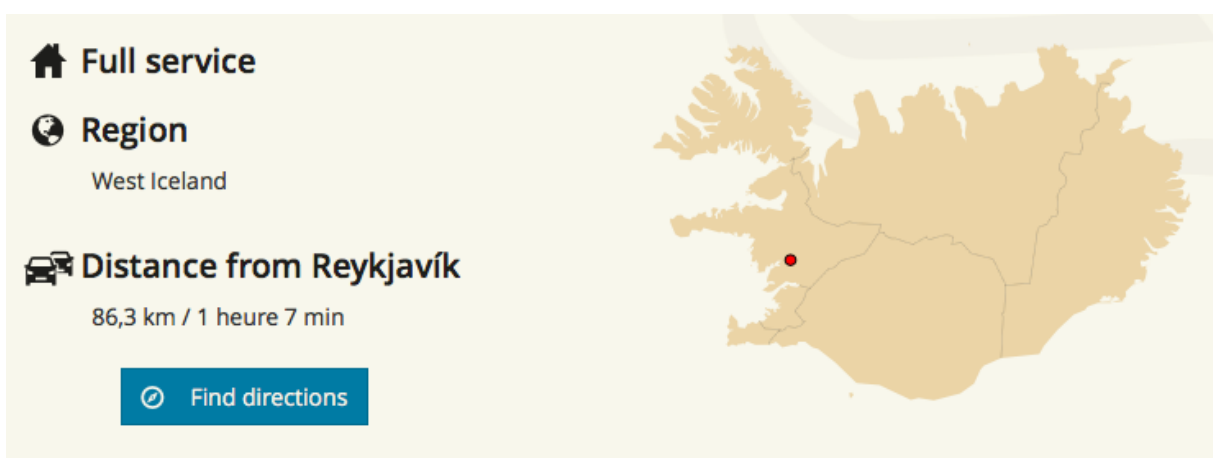 Full service
Region
West Iceland
Distance from Reykjavík
86,3 km / 1 heure 7 min
Find directions